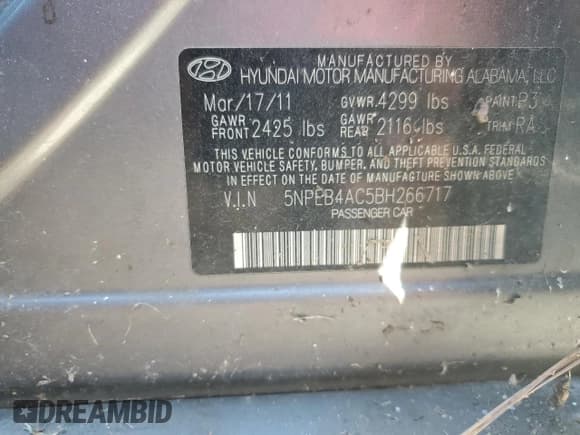 MANUFACTURED BY
HYUNDAI MOTOR MANUFACTURING ALABAMA, LLC
Mar/17/11 GVWR 4299 lbs PAINT P3
GAWR FRONT 2425 lbs GAWR REAR 2116 lbs TRIM RA
THIS VEHICLE CONFORMS TO ALL APPLICABLE U.S.A. FEDERAL
MOTOR VEHICLE SAFETY, BUMPER, AND THEFT PREVENTION STANDARDS
IN EFFECT ON THE DATE OF MANUFACTURE SHOWN ABOVE.
V.I.N 5NPEB4AC5BH266717
PASSENGER CAR
DREAMBID